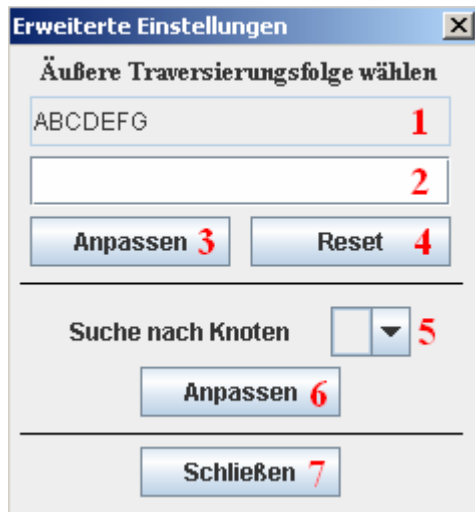 Erweiterte Einstellungen
Äußere Traversierungsfolge wählen
ABCDEFG 1
2
Anpassen 3 Reset 4
Suche nach Knoten 5
Anpassen 6
Schließen 7